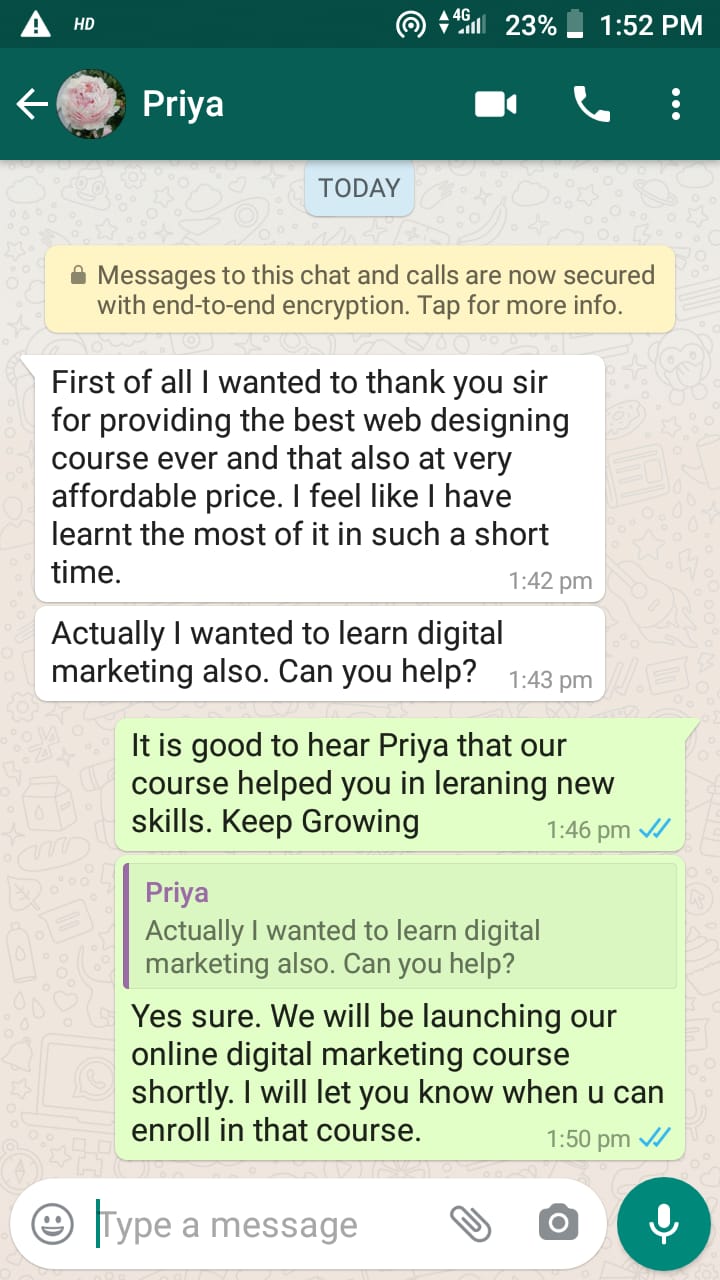 HD 4G 23% 1:52 PM
Priya
TODAY
Messages to this chat and calls are now secured
with end-to-end encryption. Tap for more info.
First of all I wanted to thank you sir
for providing the best web designing
course ever and that also at very
affordable price. I feel like I have
learnt the most of it in such a short
time. 1:42 pm
Actually I wanted to learn digital
marketing also. Can you help? 1:43 pm
It is good to hear Priya that our
course helped you in leraning new
skills. Keep Growing 1:46 pm
Priya
Actually I wanted to learn digital
marketing also. Can you help?
Yes sure. We will be launching our
online digital marketing course
shortly. I will let you know when u can
enroll in that course. 1:50 pm
Type a message